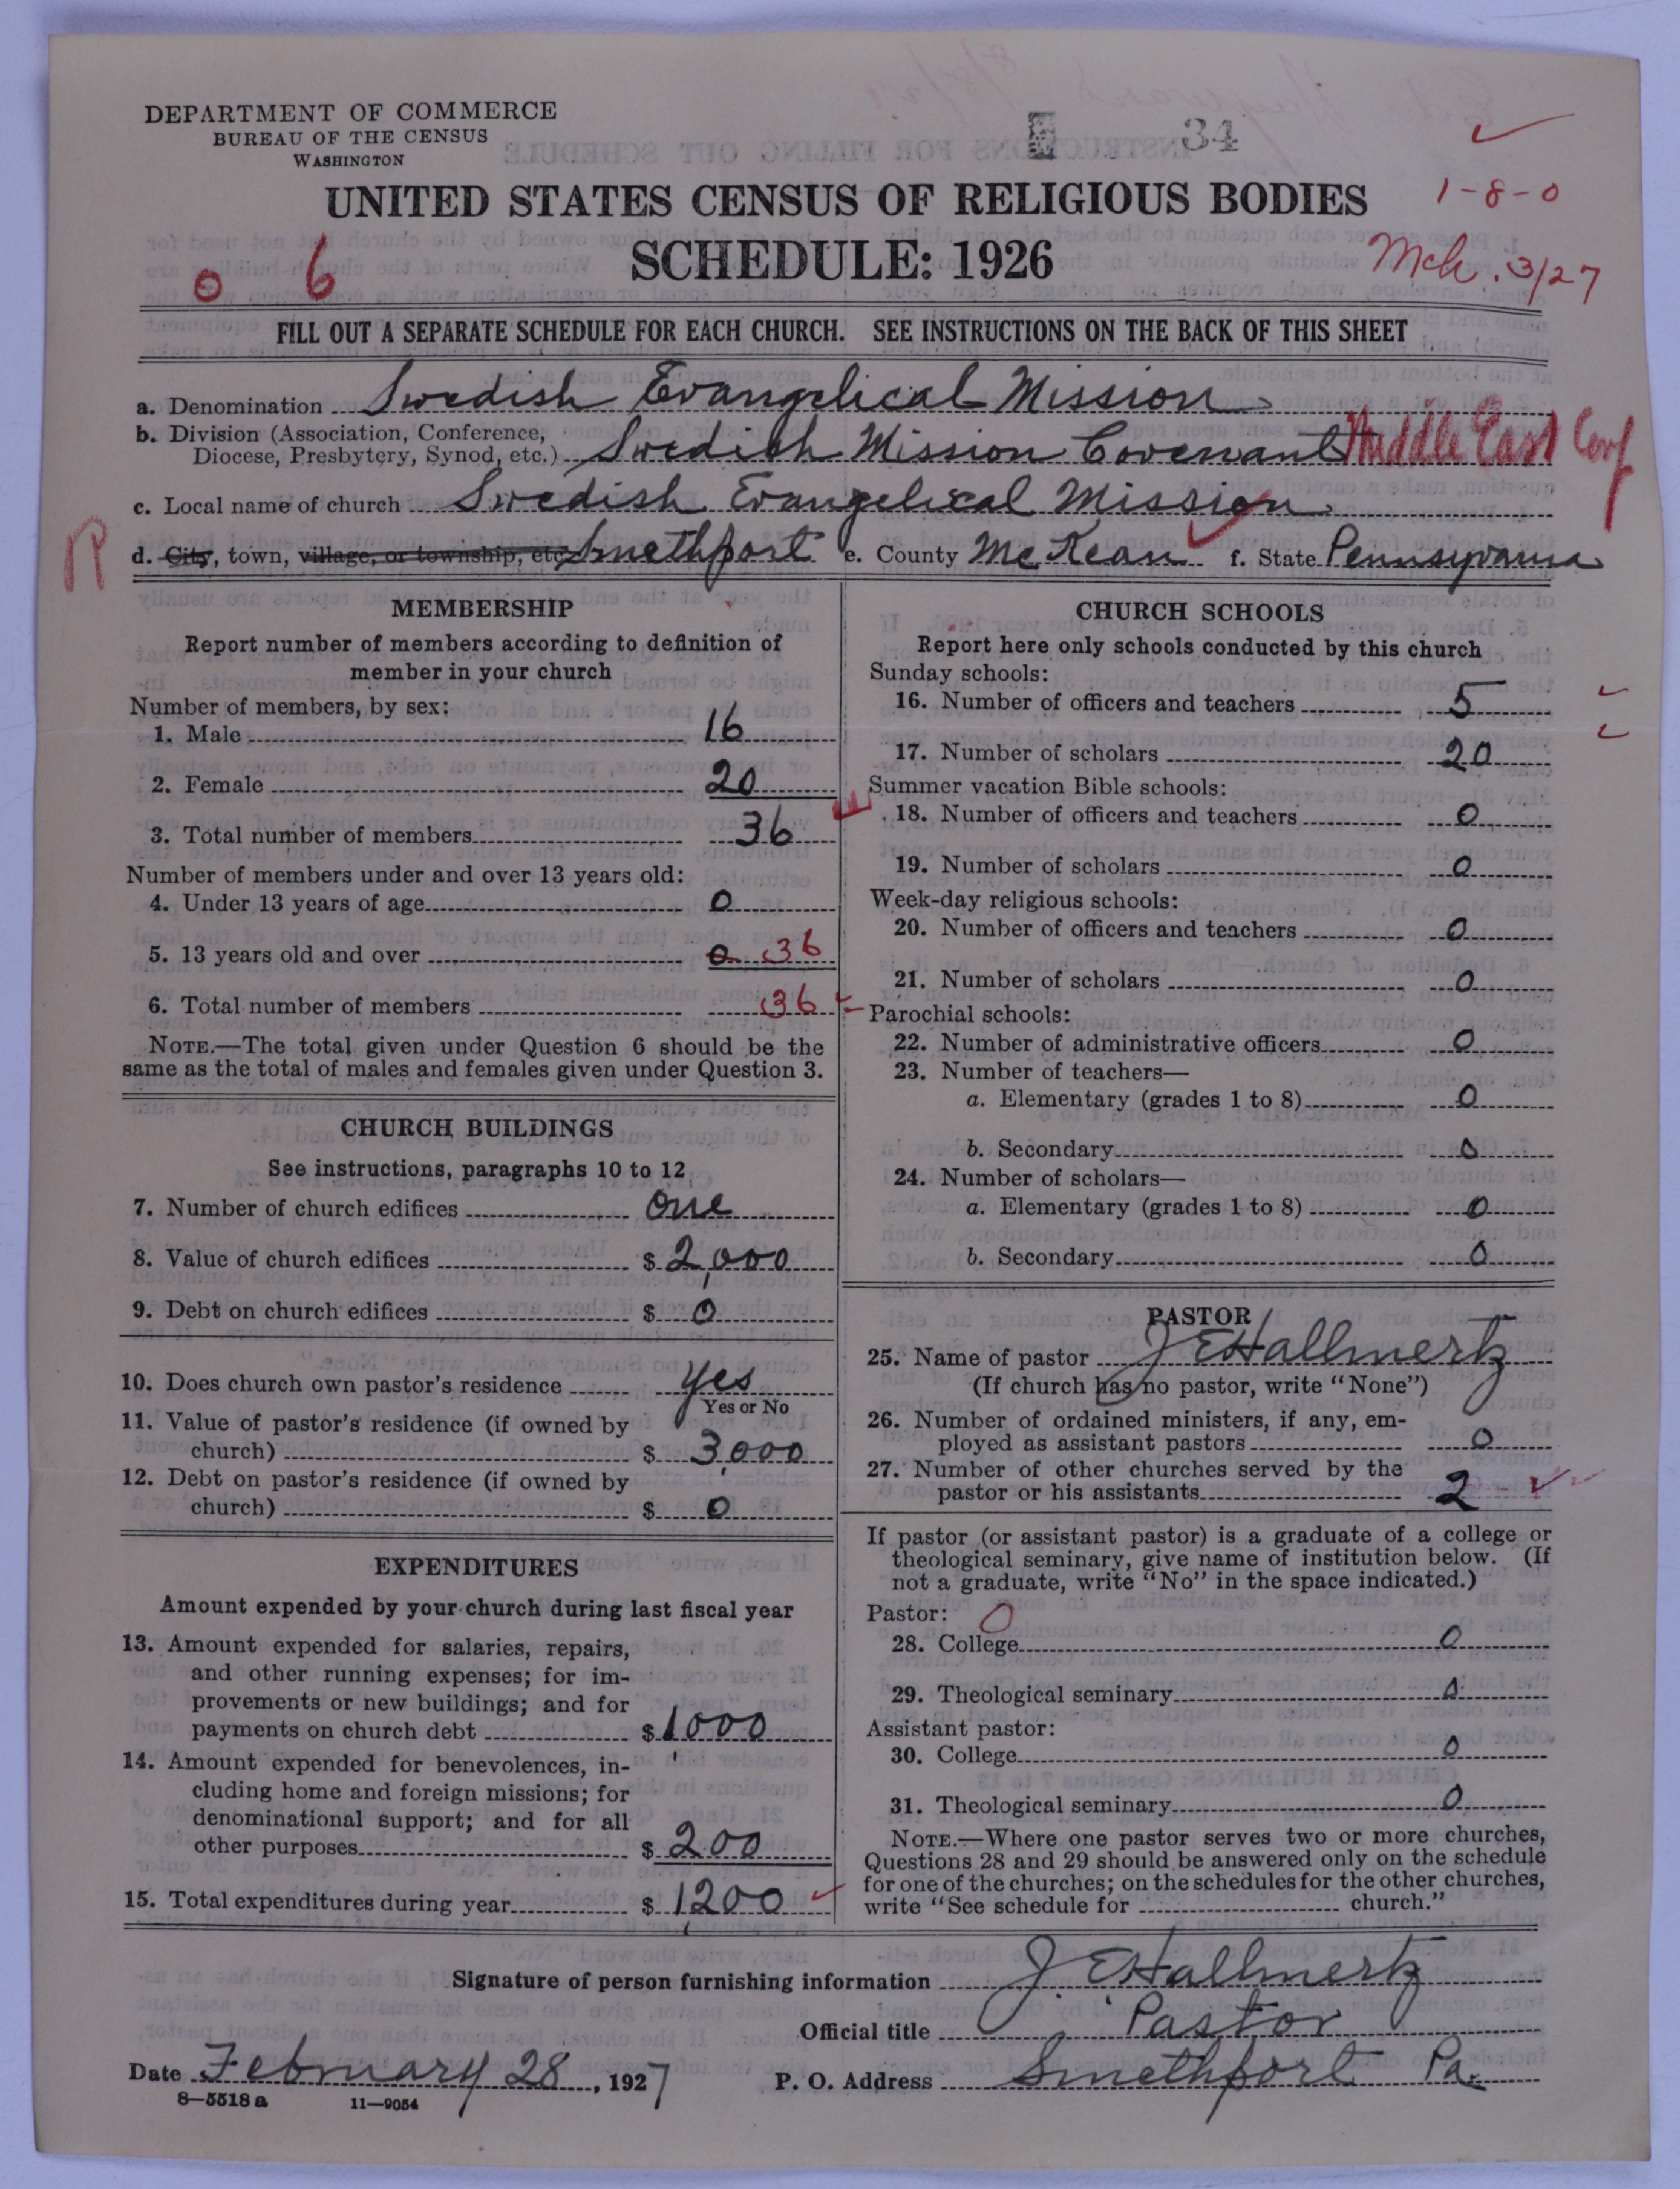 DEPARTMENT OF COMMERCE
BUREAU OF THE CENSUS
WASHINGTON
34
UNITED STATES CENSUS OF RELIGIOUS BODIES
1-8-0
SCHEDULE: 1926
Mch. 3/27
0 6
FILL OUT A SEPARATE SCHEDULE FOR EACH CHURCH. SEE INSTRUCTIONS ON THE BACK OF THIS SHEET
a. Denomination Swedish Evangelical Mission
b. Division (Association, Conference,
Diocese, Presbytery, Synod, etc.) Swedish Mission Covenant Middle East Conf
c. Local name of church Swedish Evangelical Mission
R
d. City, town, village, or township, etc. Smethport e. County McKean f. State Pennsylvania
MEMBERSHIP
Report number of members according to definition of
member in your church
Number of members, by sex:
1. Male 16
2. Female 20
3. Total number of members 36
Number of members under and over 13 years old:
4. Under 13 years of age 0
5. 13 years old and over 0 36
6. Total number of members 36
NOTE.—The total given under Question 6 should be the
same as the total of males and females given under Question 3.
CHURCH BUILDINGS
See instructions, paragraphs 10 to 12
7. Number of church edifices one
8. Value of church edifices $ 2,000
9. Debt on church edifices $ 0
10. Does church own pastor's residence yes
Yes or No
11. Value of pastor's residence (if owned by
church) $ 3,000
12. Debt on pastor's residence (if owned by
church) $ 0
EXPENDITURES
Amount expended by your church during last fiscal year
13. Amount expended for salaries, repairs,
and other running expenses; for im-
provements or new buildings; and for
payments on church debt $ 1,000
14. Amount expended for benevolences, in-
cluding home and foreign missions; for
denominational support; and for all
other purposes $ 200
15. Total expenditures during year $ 1,200
CHURCH SCHOOLS
Report here only schools conducted by this church
Sunday schools:
16. Number of officers and teachers 5
17. Number of scholars 20
Summer vacation Bible schools:
18. Number of officers and teachers 0
19. Number of scholars 0
Week-day religious schools:
20. Number of officers and teachers 0
21. Number of scholars 0
Parochial schools:
22. Number of administrative officers 0
23. Number of teachers—
a. Elementary (grades 1 to 8) 0
b. Secondary 0
24. Number of scholars—
a. Elementary (grades 1 to 8) 0
b. Secondary 0
PASTOR
25. Name of pastor J E Hallmertz
(If church has no pastor, write "None")
26. Number of ordained ministers, if any, em-
ployed as assistant pastors 0
27. Number of other churches served by the
pastor or his assistants 2
If pastor (or assistant pastor) is a graduate of a college or
theological seminary, give name of institution below. (If
not a graduate, write "No" in the space indicated.)
Pastor: 0
28. College 0
29. Theological seminary 0
Assistant pastor:
30. College 0
31. Theological seminary 0
NOTE.—Where one pastor serves two or more churches,
Questions 28 and 29 should be answered only on the schedule
for one of the churches; on the schedules for the other churches,
write "See schedule for church."
Signature of person furnishing information J. E Hallmertz
Official title Pastor
Date February 28, 1927 P. O. Address Smethport Pa.
8—5518 a 11—9054